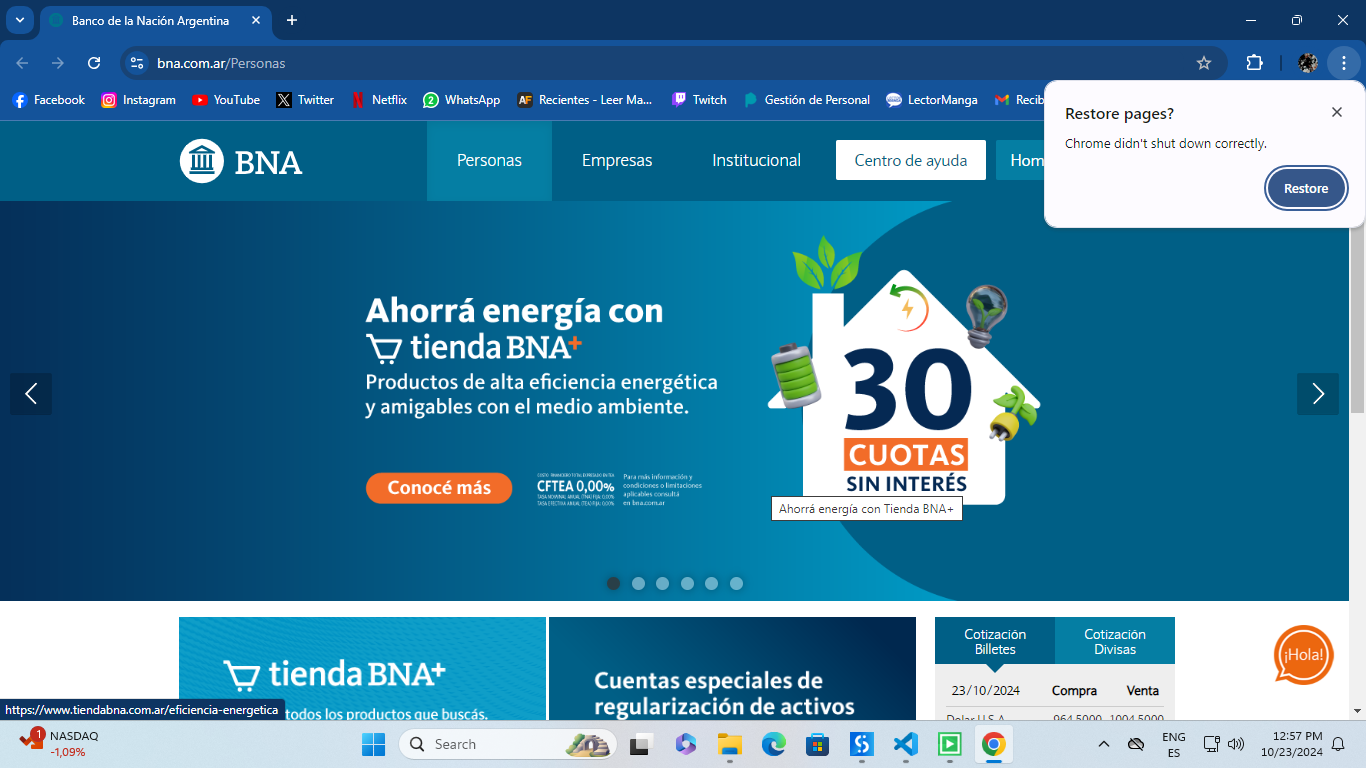 Banco de la Nación Argentina
bna.com.ar/Personas
Facebook
Instagram
YouTube
Twitter
Netflix
WhatsApp
Recientes - Leer Ma...
Twitch
Gestión de Personal
LectorManga
Recib
Restore pages?
Chrome didn't shut down correctly.
Restore
BNA
Personas
Empresas
Institucional
Centro de ayuda
Hom
Ahorrá energía con
tienda BNA+
Productos de alta eficiencia energética
y amigables con el medio ambiente.
Conocé más
CFTEA 0,00%
Para más información y
condiciones o limitaciones
aplicables consultá
en bna.com.ar
30
CUOTAS
SIN INTERÉS
Ahorrá energía con Tienda BNA+
tienda BNA+
todos los productos que buscás.
Cuentas especiales de
regularización de activos
Cotización
Billetes
Cotización
Divisas
23/10/2024 Compra Venta
Dolar U.S.A 964.5000 1004.5000
¡Hola!
https://www.tiendabna.com.ar/eficiencia-energetica
1
NASDAQ
-1,09%
Search
ENG
ES
12:57 PM
10/23/2024